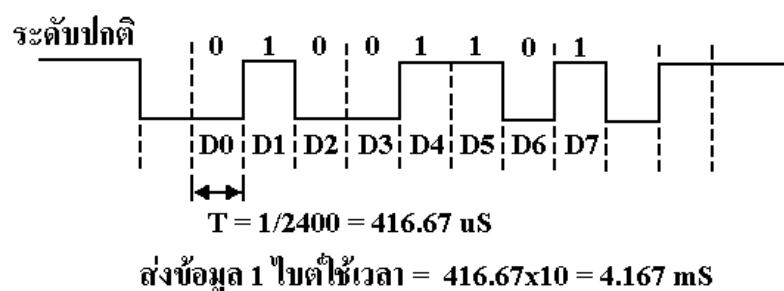 ระดับปกติ
0 1 0 0 1 1 0 1
D0 D1 D2 D3 D4 D5 D6 D7
T = 1/2400 = 416.67 uS
ส่งข้อมูล 1 ไบต์ใช้เวลา = 416.67x10 = 4.167 mS